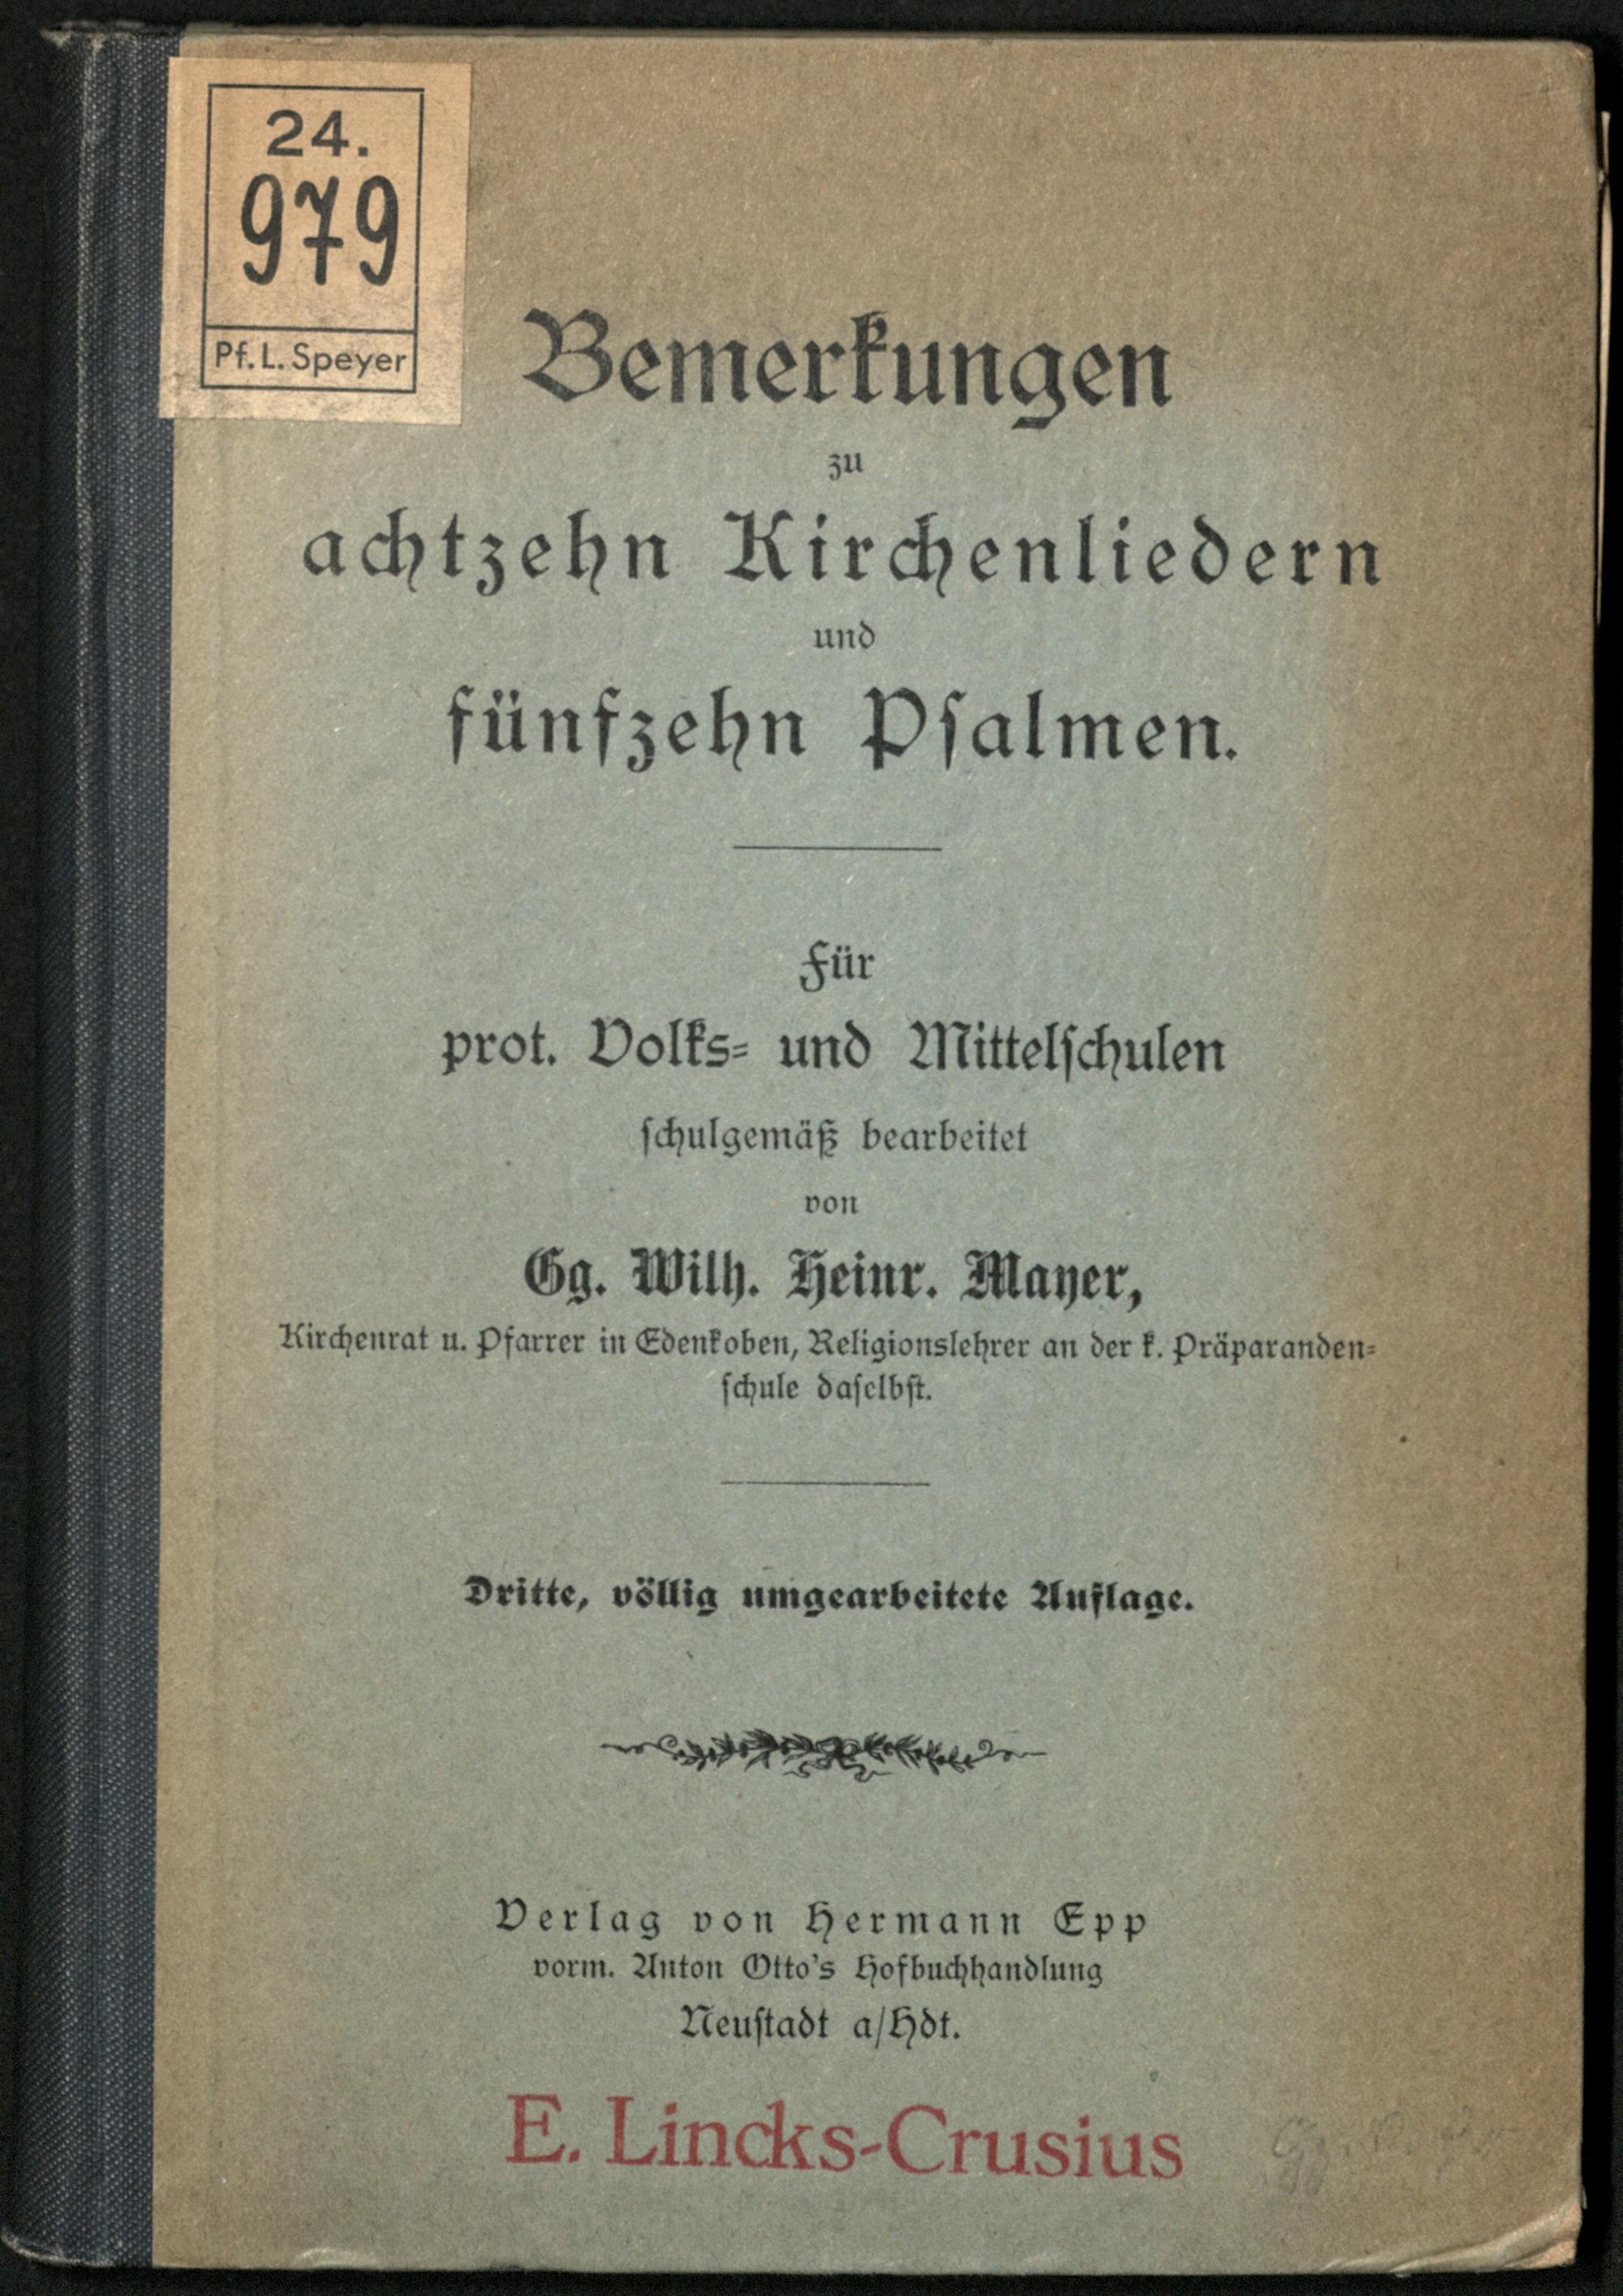 24.
979
Pf. L. Speyer
Bemerkungen
zu
achtzehn Kirchenliedern
und
fünfzehn Psalmen.
Für
prot. Volks- und Mittelschulen
schulgemäß bearbeitet
von
Gg. Wilh. Heinr. Mayer,
Kirchenrat u. Pfarrer in Edenkoben, Religionslehrer an der k. Präparanden-
schule daselbst.
Dritte, völlig umgearbeitete Auflage.
Verlag von Hermann Epp
vorm. Anton Otto's Hofbuchhandlung
Neustadt a/Hdt.
E. Lincks-Crusius